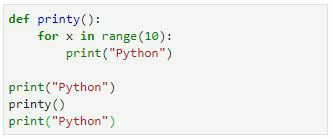 def printy():
    for x in range(10):
        print("Python")

print("Python")
printy()
print("Python")